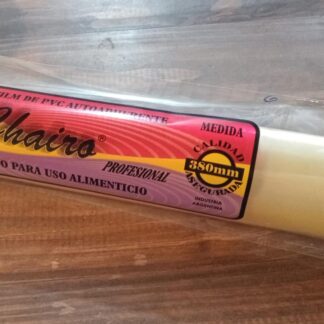 FILM DE PVC AUTOADHERENTE
Chairo®
PROFESIONAL
PARA USO ALIMENTICIO
MEDIDA
CALIDAD
380mm
ASEGURADA
INDUSTRIA
ARGENTINA